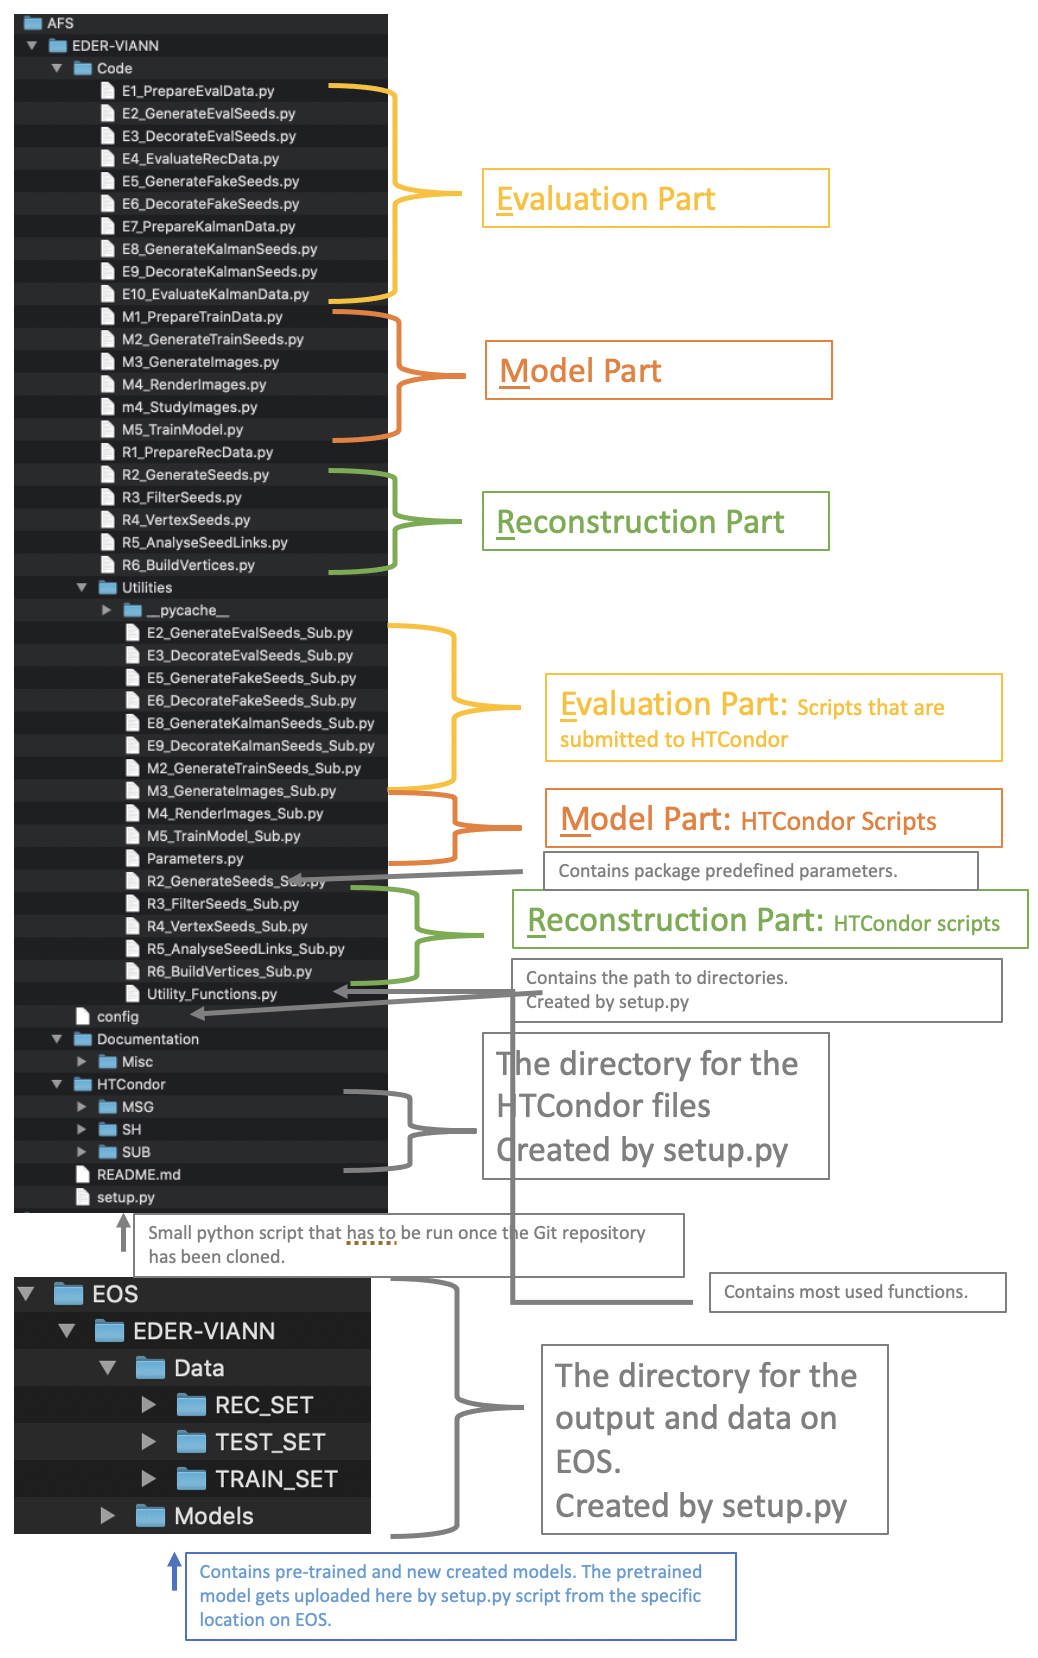 AFS
EDER-VIANN
Code
E1_PrepareEvalData.py
E2_GenerateEvalSeeds.py
E3_DecorateEvalSeeds.py
E4_EvaluateRecData.py
E5_GenerateFakeSeeds.py
E6_DecorateFakeSeeds.py
E7_PrepareKalmanData.py
E8_GenerateKalmanSeeds.py
E9_DecorateKalmanSeeds.py
E10_EvaluateKalmanData.py
Evaluation Part
M1_PrepareTrainData.py
M2_GenerateTrainSeeds.py
M3_GenerateImages.py
M4_RenderImages.py
m4_StudyImages.py
M5_TrainModel.py
Model Part
R1_PrepareRecData.py
R2_GenerateSeeds.py
R3_FilterSeeds.py
R4_VertexSeeds.py
R5_AnalyseSeedLinks.py
R6_BuildVertices.py
Reconstruction Part
Utilities
__pycache__
E2_GenerateEvalSeeds_Sub.py
E3_DecorateEvalSeeds_Sub.py
E5_GenerateFakeSeeds_Sub.py
E6_DecorateFakeSeeds_Sub.py
E8_GenerateKalmanSeeds_Sub.py
E9_DecorateKalmanSeeds_Sub.py
M2_GenerateTrainSeeds_Sub.py
M3_GenerateImages_Sub.py
Evaluation Part: Scripts that are
submitted to HTCondor
M4_RenderImages_Sub.py
M5_TrainModel_Sub.py
Parameters.py
Model Part: HTCondor Scripts
Contains package predefined parameters.
R2_GenerateSeeds_Sub.py
R3_FilterSeeds_Sub.py
R4_VertexSeeds_Sub.py
R5_AnalyseSeedLinks_Sub.py
R6_BuildVertices_Sub.py
Reconstruction Part: HTCondor scripts
Utility_Functions.py
config
Contains the path to directories.
Created by setup.py
Documentation
Misc
HTCondor
MSG
SH
SUB
The directory for the
HTCondor files
Created by setup.py
README.md
setup.py
Small python script that has to be run once the Git repository
has been cloned.
Contains most used functions.
EOS
EDER-VIANN
Data
REC_SET
TEST_SET
TRAIN_SET
Models
The directory for the
output and data on
EOS.
Created by setup.py
Contains pre-trained and new created models. The pretrained
model gets uploaded here by setup.py script from the specific
location on EOS.